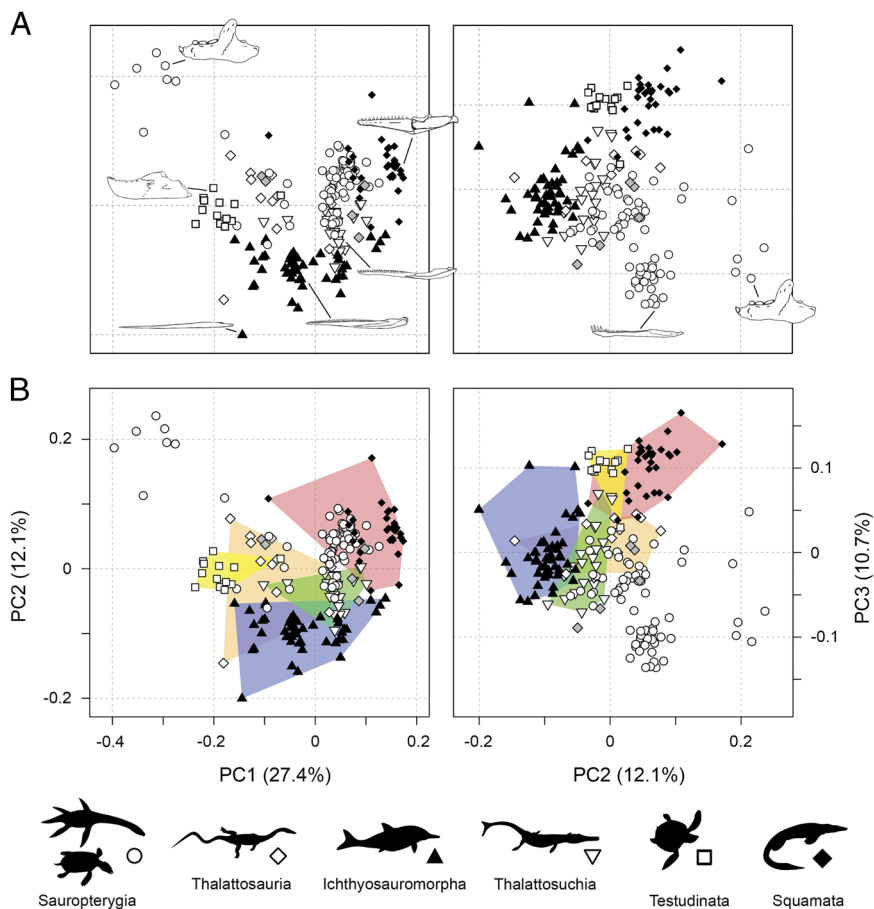 A
B
0.2
0
-0.2
PC2 (12.1%)
-0.4
-0.2
0
0.2
PC1 (27.4%)
-0.2
0
0.2
PC2 (12.1%)
0.1
0
-0.1
PC3 (10.7%)
Sauropterygia
Thalattosauria
Ichthyosauromorpha
Thalattosuchia
Testudinata
Squamata